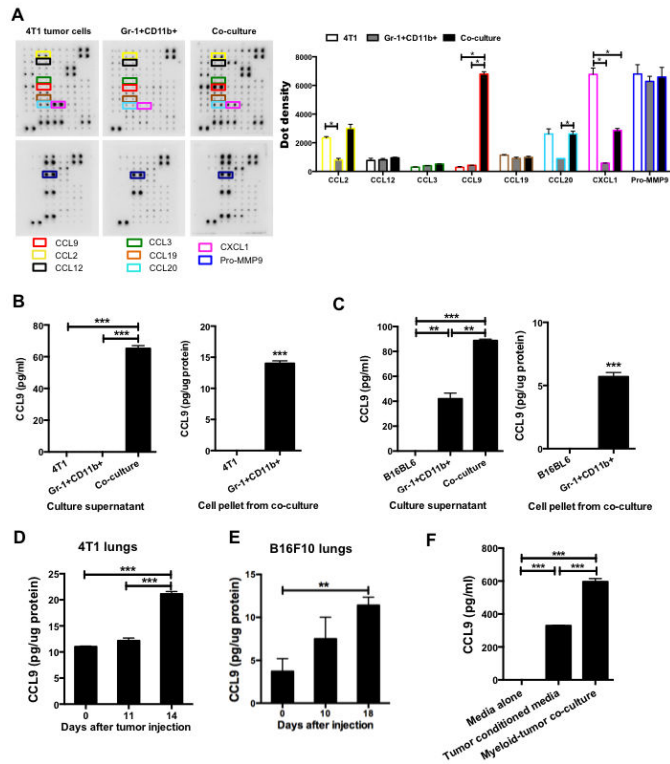 A
4T1 tumor cells
Gr-1+CD11b+
Co-culture
CCL9
CCL2
CCL12
CCL3
CCL19
CCL20
CXCL1
Pro-MMP9
4T1 Gr-1+CD11b+ Co-culture
Dot density
8000
6000
4000
2000
0
* * * * * *
CCL2 CCL12 CCL3 CCL9 CCL19 CCL20 CXCL1 Pro-MMP9
B
CCL9 (pg/ml)
80
60
40
20
0
***
***
4T1
Gr-1+CD11b+
Co-culture
Culture supernatant
CCL9 (pg/ug protein)
20
15
10
5
0
***
4T1
Gr-1+CD11b+
Cell pellet from co-culture
C
CCL9 (pg/ml)
120
90
60
30
0
***
** **
B16BL6
Gr-1+CD11b+
Co-culture
Culture supernatant
CCL9 (pg/ug protein)
10
5
0
***
B16BL6
Gr-1+CD11b+
Cell pellet from co-culture
D
4T1 lungs
CCL9 (pg/ug protein)
25
20
15
10
5
0
***
***
0 11 14
Days after tumor injection
E
B16F10 lungs
CCL9 (pg/ug protein)
15
10
5
0
**
0 10 18
Days after injection
F
CCL9 (pg/ml)
800
600
400
200
0
***
*** ***
Media alone
Tumor conditioned media
Myeloid-tumor co-culture